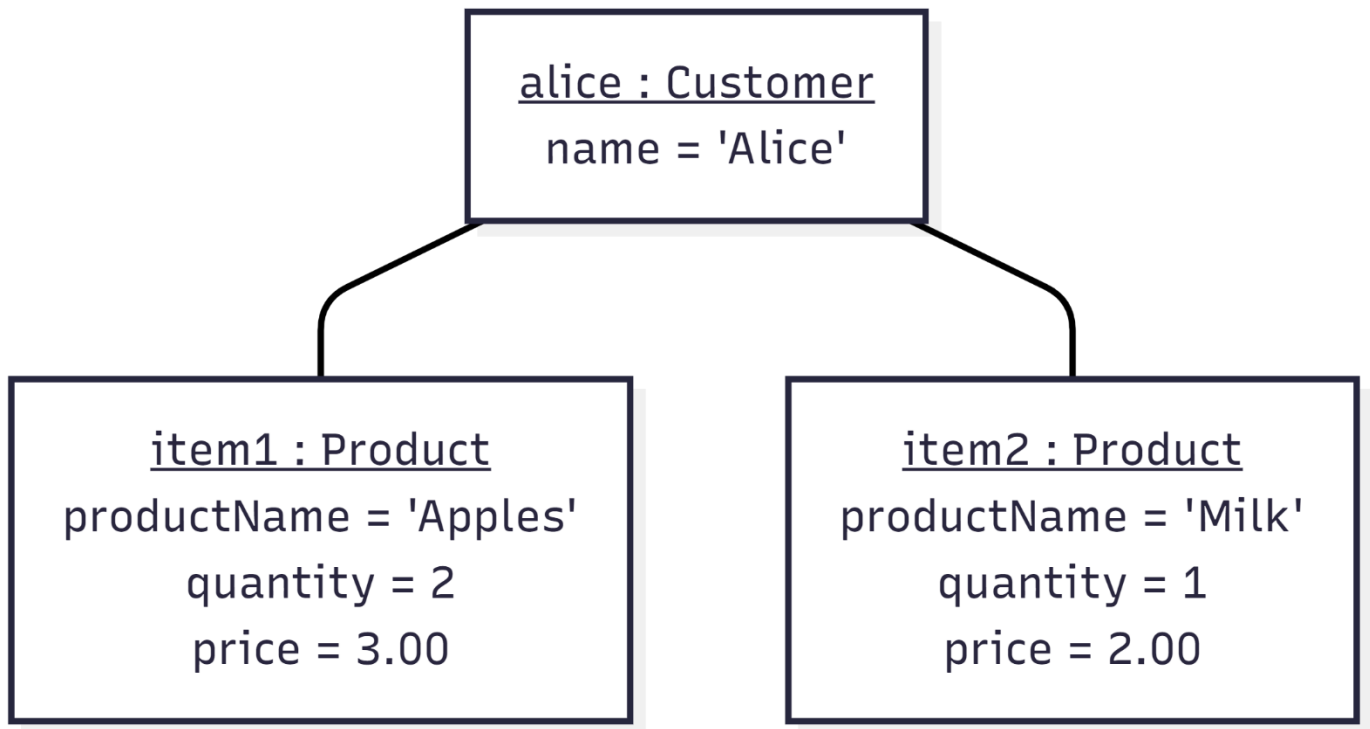 alice : Customer
name = 'Alice'
item1 : Product
productName = 'Apples'
quantity = 2
price = 3.00
item2 : Product
productName = 'Milk'
quantity = 1
price = 2.00